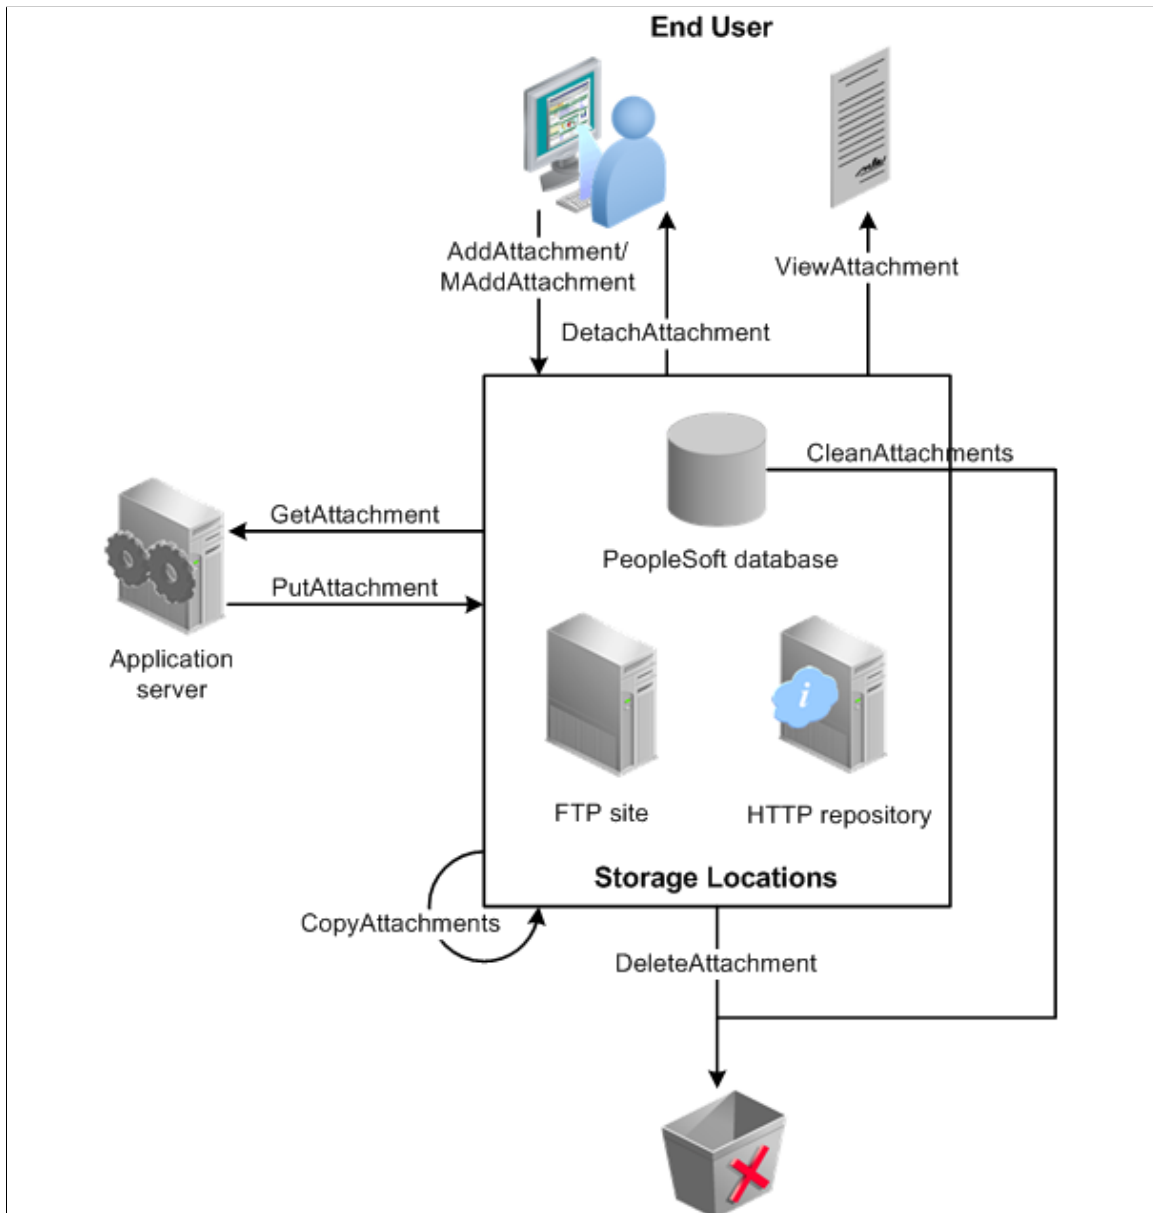 End User
AddAttachment/
MAddAttachment
ViewAttachment
DetachAttachment
CleanAttachments
GetAttachment
PeopleSoft database
PutAttachment
Application
server
i
FTP site
HTTP repository
Storage Locations
CopyAttachments
DeleteAttachment